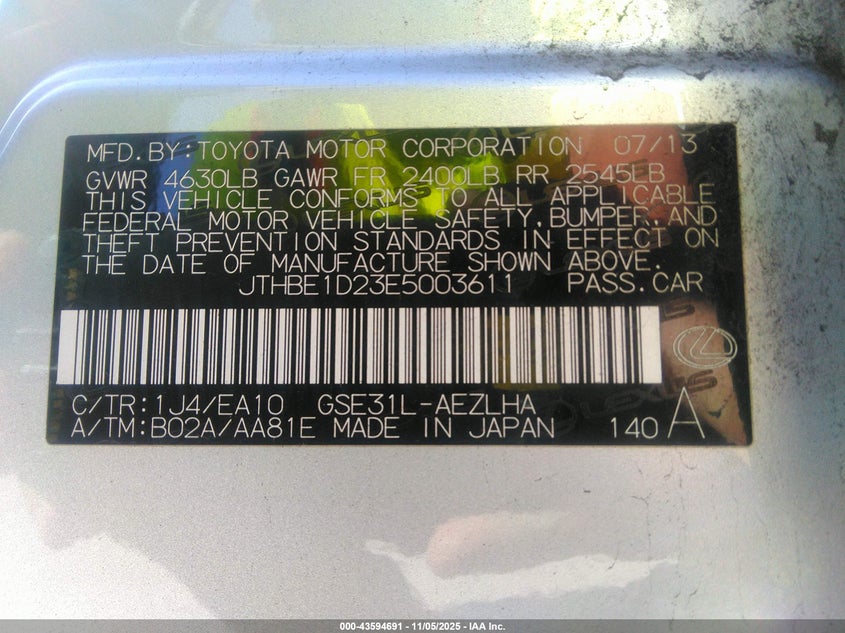 MFD.BY:TOYOTA MOTOR CORPORATION 07/13
GVWR 4630LB GAWR FR 2400LB RR 2545LB
THIS VEHICLE CONFORMS TO ALL APPLICABLE
FEDERAL MOTOR VEHICLE SAFETY,BUMPER,AND
THEFT PREVENTION STANDARDS IN EFFECT ON
THE DATE OF MANUFACTURE SHOWN ABOVE.
JTHBE1D23E5003611 PASS.CAR
C/TR:1J4/EA10 GSE31L-AEZLHA
A/TM:B02A/AA81E MADE IN JAPAN 140 A
LEXUS
000-43594691 - 11/05/2025 - IAA Inc.